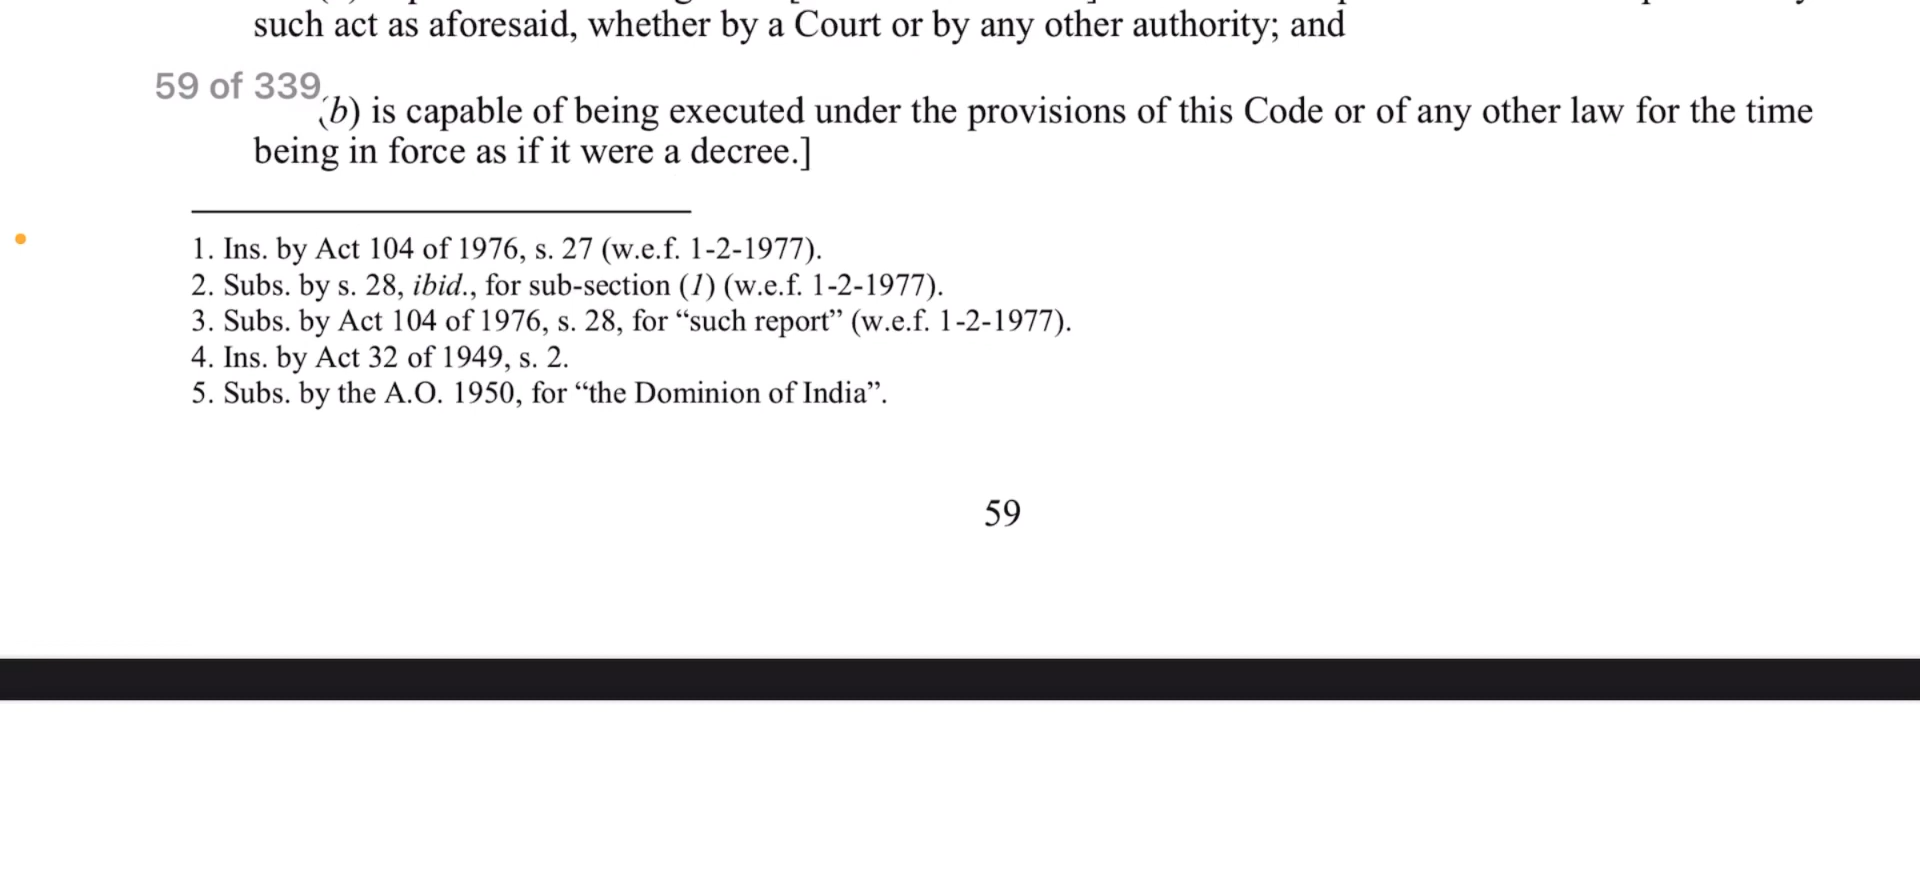 such act as aforesaid, whether by a Court or by any other authority; and
59 of 339
(b) is capable of being executed under the provisions of this Code or of any other law for the time
being in force as if it were a decree.]
1. Ins. by Act 104 of 1976, s. 27 (w.e.f. 1-2-1977).
2. Subs. by s. 28, ibid., for sub-section (1) (w.e.f. 1-2-1977).
3. Subs. by Act 104 of 1976, s. 28, for “such report” (w.e.f. 1-2-1977).
4. Ins. by Act 32 of 1949, s. 2.
5. Subs. by the A.O. 1950, for “the Dominion of India”.
59